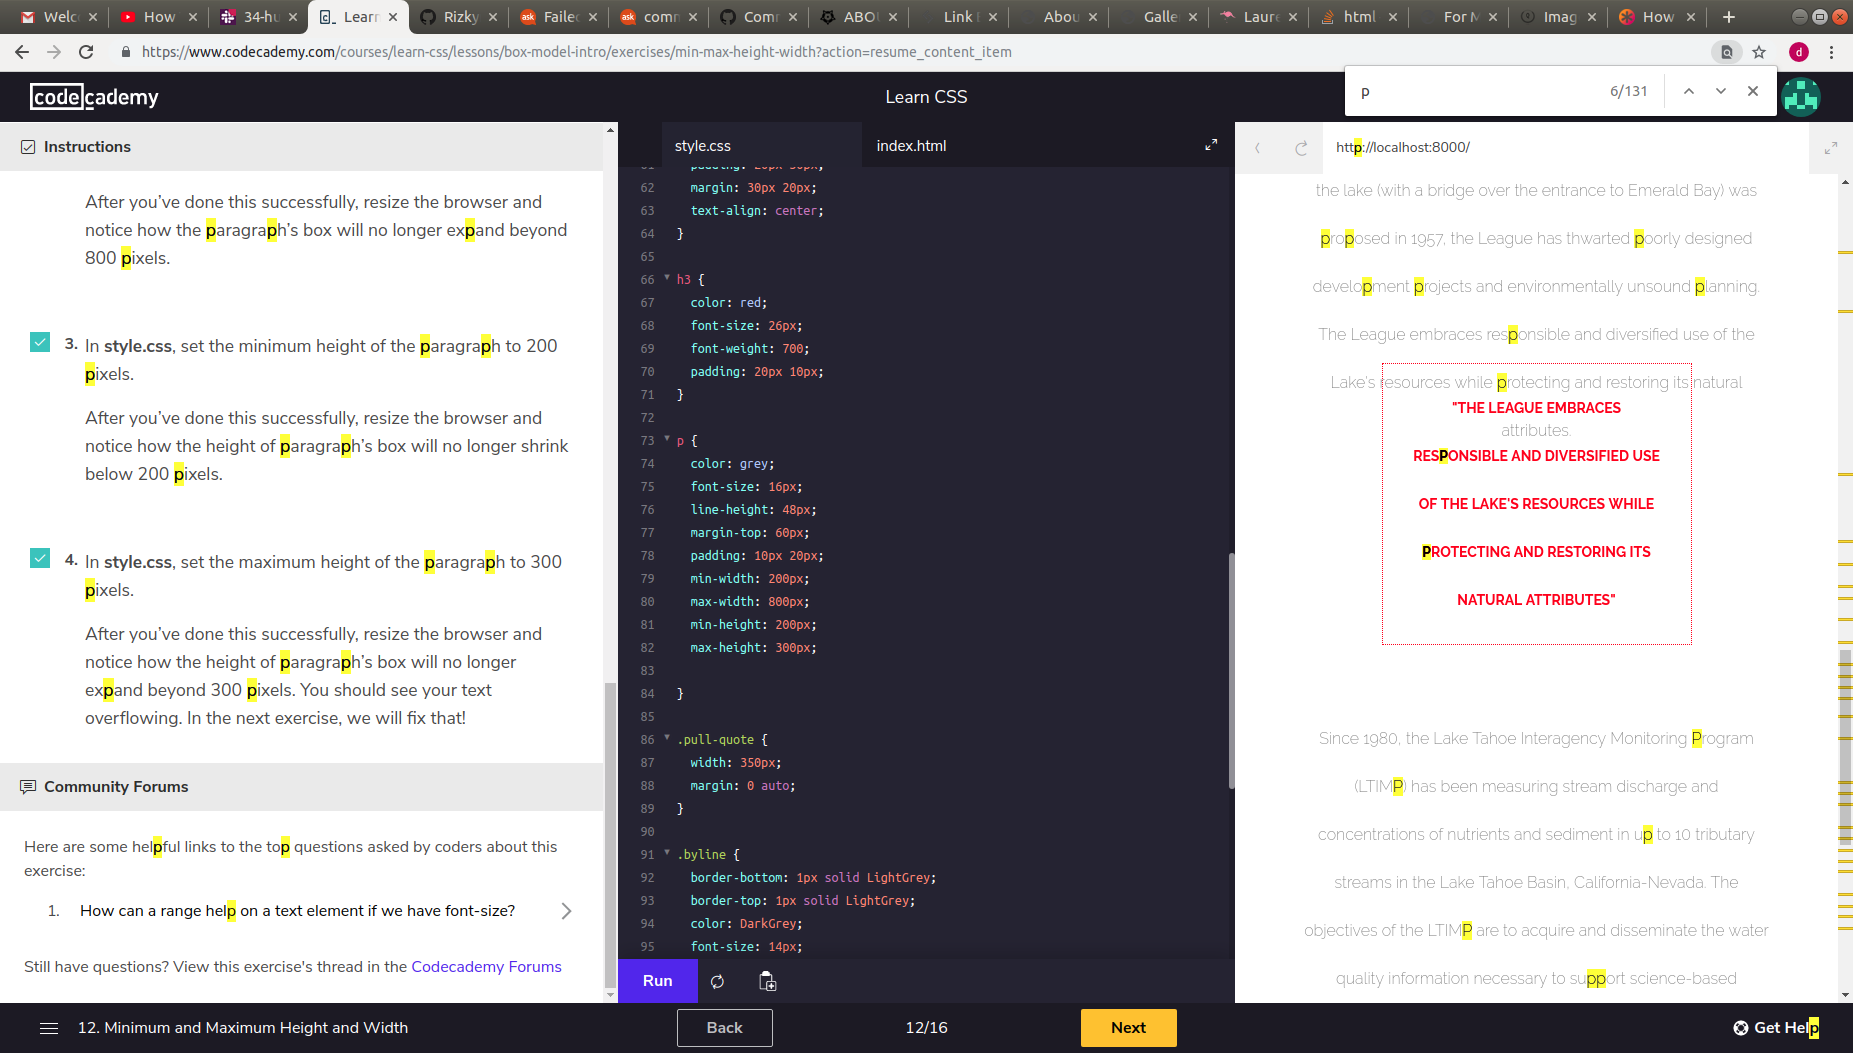 Welc
How
34-hu
Learn
Rizky
Failed
comm
Comm
ABOU
Link
Abou
Galle
Laure
html
For M
Imag
How
https://www.codecademy.com/courses/learn-css/lessons/box-model-intro/exercises/min-max-height-width?action=resume_content_item
d
codecademy
Learn CSS
p
6/131
Instructions
After you've done this successfully, resize the browser and
notice how the paragraph's box will no longer expand beyond
800 pixels.
3. In style.css, set the minimum height of the paragraph to 200
pixels.
After you've done this successfully, resize the browser and
notice how the height of paragraph's box will no longer shrink
below 200 pixels.
4. In style.css, set the maximum height of the paragraph to 300
pixels.
After you've done this successfully, resize the browser and
notice how the height of paragraph's box will no longer
expand beyond 300 pixels. You should see your text
overflowing. In the next exercise, we will fix that!
Community Forums
Here are some helpful links to the top questions asked by coders about this
exercise:
1. How can a range help on a text element if we have font-size?
Still have questions? View this exercise's thread in the Codecademy Forums
style.css
index.html
61 padding: 20px 30px;
62 margin: 30px 20px;
63 text-align: center;
64 }
65
66 h3 {
67 color: red;
68 font-size: 26px;
69 font-weight: 700;
70 padding: 20px 10px;
71 }
72
73 p {
74 color: grey;
75 font-size: 16px;
76 line-height: 48px;
77 margin-top: 60px;
78 padding: 10px 20px;
79 min-width: 200px;
80 max-width: 800px;
81 min-height: 200px;
82 max-height: 300px;
83
84 }
85
86 .pull-quote {
87 width: 350px;
88 margin: 0 auto;
89 }
90
91 .byline {
92 border-bottom: 1px solid LightGrey;
93 border-top: 1px solid LightGrey;
94 color: DarkGrey;
95 font-size: 14px;
Run
http://localhost:8000/
the lake (with a bridge over the entrance to Emerald Bay) was
proposed in 1957, the League has thwarted poorly designed
development projects and environmentally unsound planning.
The League embraces responsible and diversified use of the
Lake's resources while protecting and restoring its natural
"THE LEAGUE EMBRACES
attributes.
RESPONSIBLE AND DIVERSIFIED USE
OF THE LAKE'S RESOURCES WHILE
PROTECTING AND RESTORING ITS
NATURAL ATTRIBUTES"
Since 1980, the Lake Tahoe Interagency Monitoring Program
(LTIMP) has been measuring stream discharge and
concentrations of nutrients and sediment in up to 10 tributary
streams in the Lake Tahoe Basin, California-Nevada. The
objectives of the LTIMP are to acquire and disseminate the water
quality information necessary to support science-based
12. Minimum and Maximum Height and Width
Back
12/16
Next
Get Help